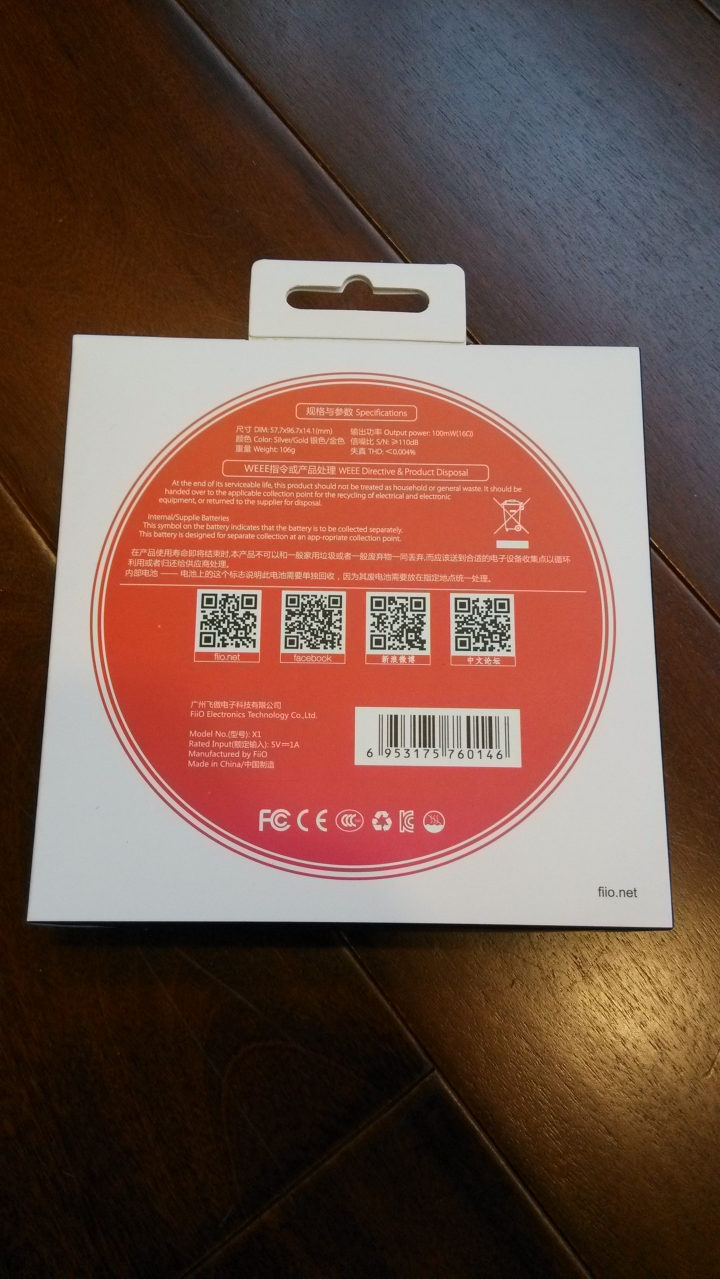 规格与参数 Specifications
尺寸 DIM: 57.7x96.7x14.1(mm)
颜色 Color: Silver/Gold 银色/金色
重量 Weight: 106g
输出功率 Output power: 100mW(16Ω)
信噪比 S/N: ≥110dB
失真 THD: <0.004%
WEEE指令或产品处理 WEEE Directive & Product Disposal
At the end of its serviceable life, this product should not be treated as household or general waste. It should be
handed over to the applicable collection point for the recycling of electrical and electronic
equipment, or returned to the supplier for disposal.
Internal/Supplie Batteries
This symbol on the battery indicates that the battery is to be collected separately.
This battery is designed for separate collection at an app-ropriate collection point.
在产品使用寿命即将结束时,本产品不可以和一般家用垃圾或者一般废弃物一同丢弃,而应该送到合适的电子设备收集点以循环
利用或者归还给供应商处理。
内部电池 —— 电池上的这个标志说明此电池需要单独回收，因为其废电池需要放在指定地点统一处理。
fiio.net
facebook
新浪微博
中文论坛
广州飞傲电子科技有限公司
FiiO Electronics Technology Co.,Ltd.
Model No.(型号): X1
Rated Input(额定输入): 5V⎓1A
Manufactured by FiiO
Made in China/中国制造
6 953175 760146
FC CE CCC
fiio.net